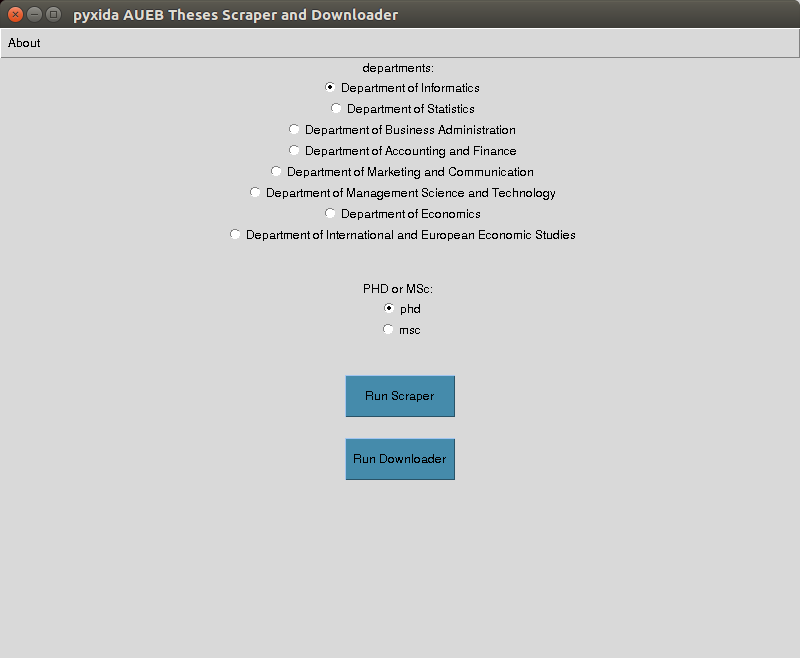 pyxida AUEB Theses Scraper and Downloader
About
departments:
Department of Informatics
Department of Statistics
Department of Business Administration
Department of Accounting and Finance
Department of Marketing and Communication
Department of Management Science and Technology
Department of Economics
Department of International and European Economic Studies
PHD or MSc:
phd
msc
Run Scraper
Run Downloader